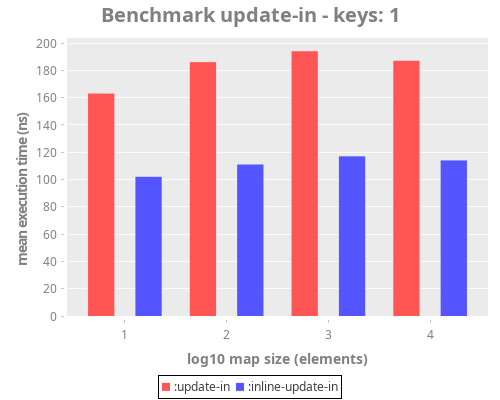 Benchmark update-in - keys: 1
mean execution time (ns)
200
180
160
140
120
100
80
60
40
20
0
1 2 3 4
log10 map size (elements)
:update-in :inline-update-in